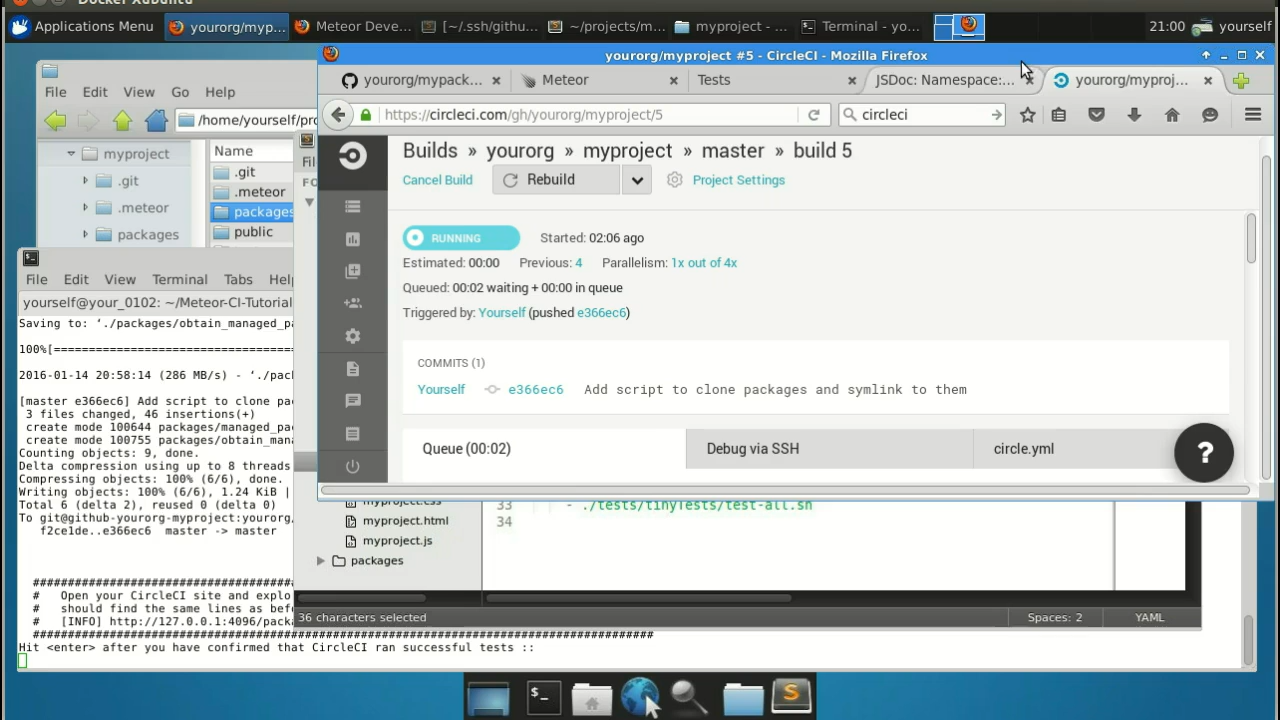 Docker Xubuntu
Applications Menu
yourorg/myp...
Meteor Deve...
[~/.ssh/githu...
~/projects/m...
myproject - ...
Terminal - yo...
21:00
yourself
yourorg/myproject #5 - CircleCI - Mozilla Firefox
yourorg/mypack...
Meteor
Tests
JSDoc: Namespace:...
yourorg/myproj...
https://circleci.com/gh/yourorg/myproject/5
circleci
File Edit View Go Help
/home/yourself/pro
myproject
.git
.meteor
packages
Name
.git
.meteor
packages
public
Fil
FO
Builds » yourorg » myproject » master » build 5
Cancel Build
Rebuild
Project Settings
RUNNING
Started: 02:06 ago
Estimated: 00:00 Previous: 4 Parallelism: 1x out of 4x
Queued: 00:02 waiting + 00:00 in queue
Triggered by: Yourself (pushed e366ec6)
COMMITS (1)
Yourself e366ec6 Add script to clone packages and symlink to them
Queue (00:02)
Debug via SSH
circle.yml
?
File Edit View Terminal Tabs Help
yourself@your_0102: ~/Meteor-CI-Tutorial
Saving to: ‘./packages/obtain_managed_pa
100%[===================================
2016-01-14 20:58:14 (286 MB/s) - ‘./pack
[master e366ec6] Add script to clone pac
3 files changed, 46 insertions(+)
create mode 100644 packages/managed_pac
create mode 100755 packages/obtain_mana
Counting objects: 9, done.
Delta compression using up to 8 threads.
Compressing objects: 100% (6/6), done.
Writing objects: 100% (6/6), 1.24 KiB |
Total 6 (delta 2), reused 0 (delta 0)
To git@github-yourorg-myproject:yourorg/
f2ce1de..e366ec6 master -> master
##########################################
# Open your CircleCI site and explo
# should find the same lines as befo
# [INFO] http://127.0.0.1:4096/packa
##########################################################################################
Hit <enter> after you have confirmed that CircleCI ran successful tests ::
myproject.css
myproject.html
myproject.js
packages
33 - ./tests/tinyTests/test-all.sh
34
36 characters selected
Spaces: 2
YAML